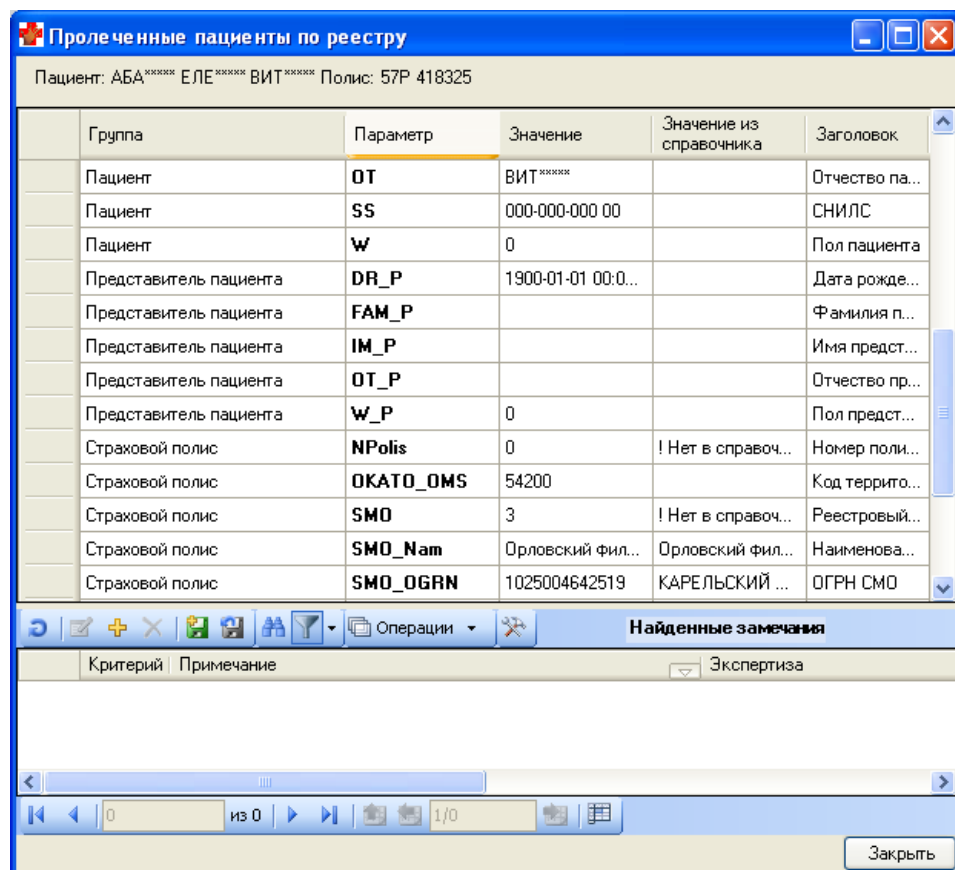 Пролеченные пациенты по реестру
Пациент: АБА***** ЕЛЕ***** ВИТ***** Полис: 57Р 418325
Группа Параметр Значение Значение из справочника Заголовок
Пациент OT ВИТ***** Отчество па...
Пациент SS 000-000-000 00 СНИЛС
Пациент W 0 Пол пациента
Представитель пациента DR_P 1900-01-01 00:0... Дата рожде...
Представитель пациента FAM_P Фамилия п...
Представитель пациента IM_P Имя предст...
Представитель пациента OT_P Отчество пр...
Представитель пациента W_P 0 Пол предст...
Страховой полис NPolis 0 ! Нет в справоч... Номер поли...
Страховой полис OKATO_OMS 54200 Код террито...
Страховой полис SMO 3 ! Нет в справоч... Реестровый...
Страховой полис SMO_Nam Орловский фил... Орловский фил... Наименова...
Страховой полис SMO_OGRN 1025004642519 КАРЕЛЬСКИЙ ... ОГРН СМО
Операции Найденные замечания
Критерий Примечание Экспертиза
0 из 0 1/0
Закрыть